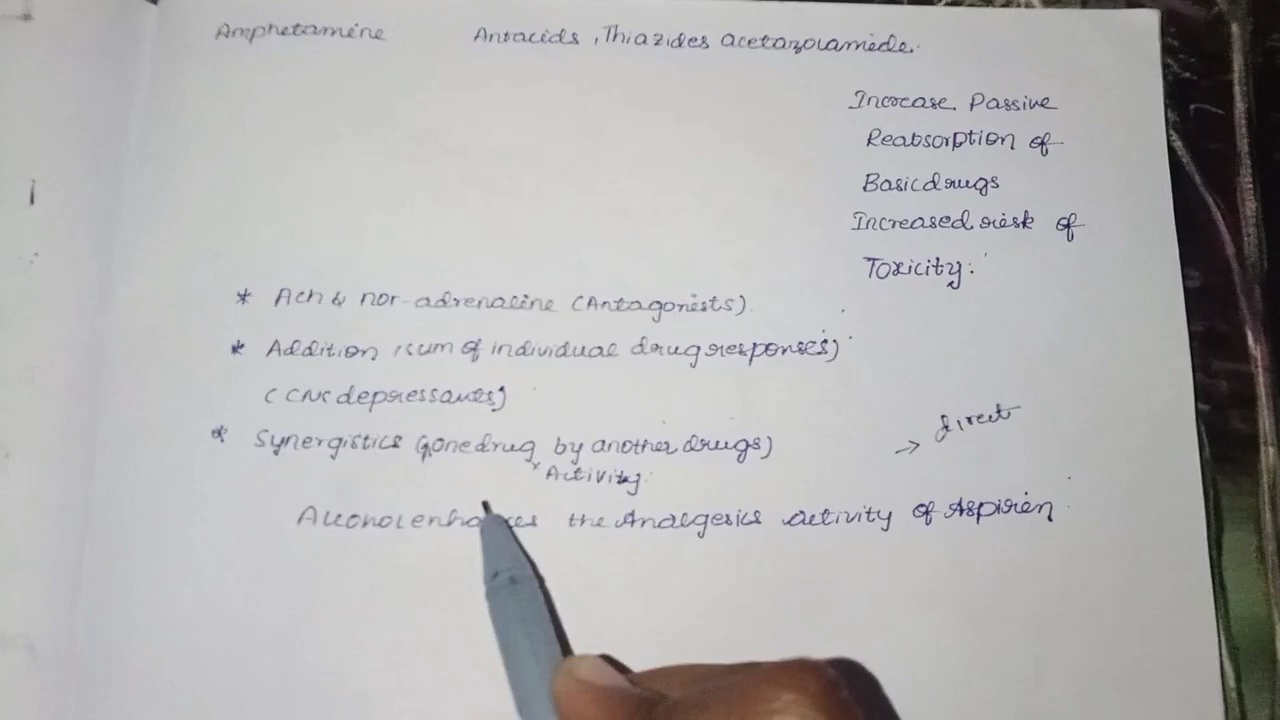 Amphetamine Antacids, Thiazides acetazolamide.
Increase Passive
Reabsorption of
Basic drugs
Increased risk of
Toxicity.
* Ach & nor-adrenaline (Antagonists).
* Addition (sum of individual drug responses)
(CNS depressants)
* Synergistics (one drug by another drugs)
→ direct
x Activity.
Alcohol enhances the Analgesics activity of Aspirin.